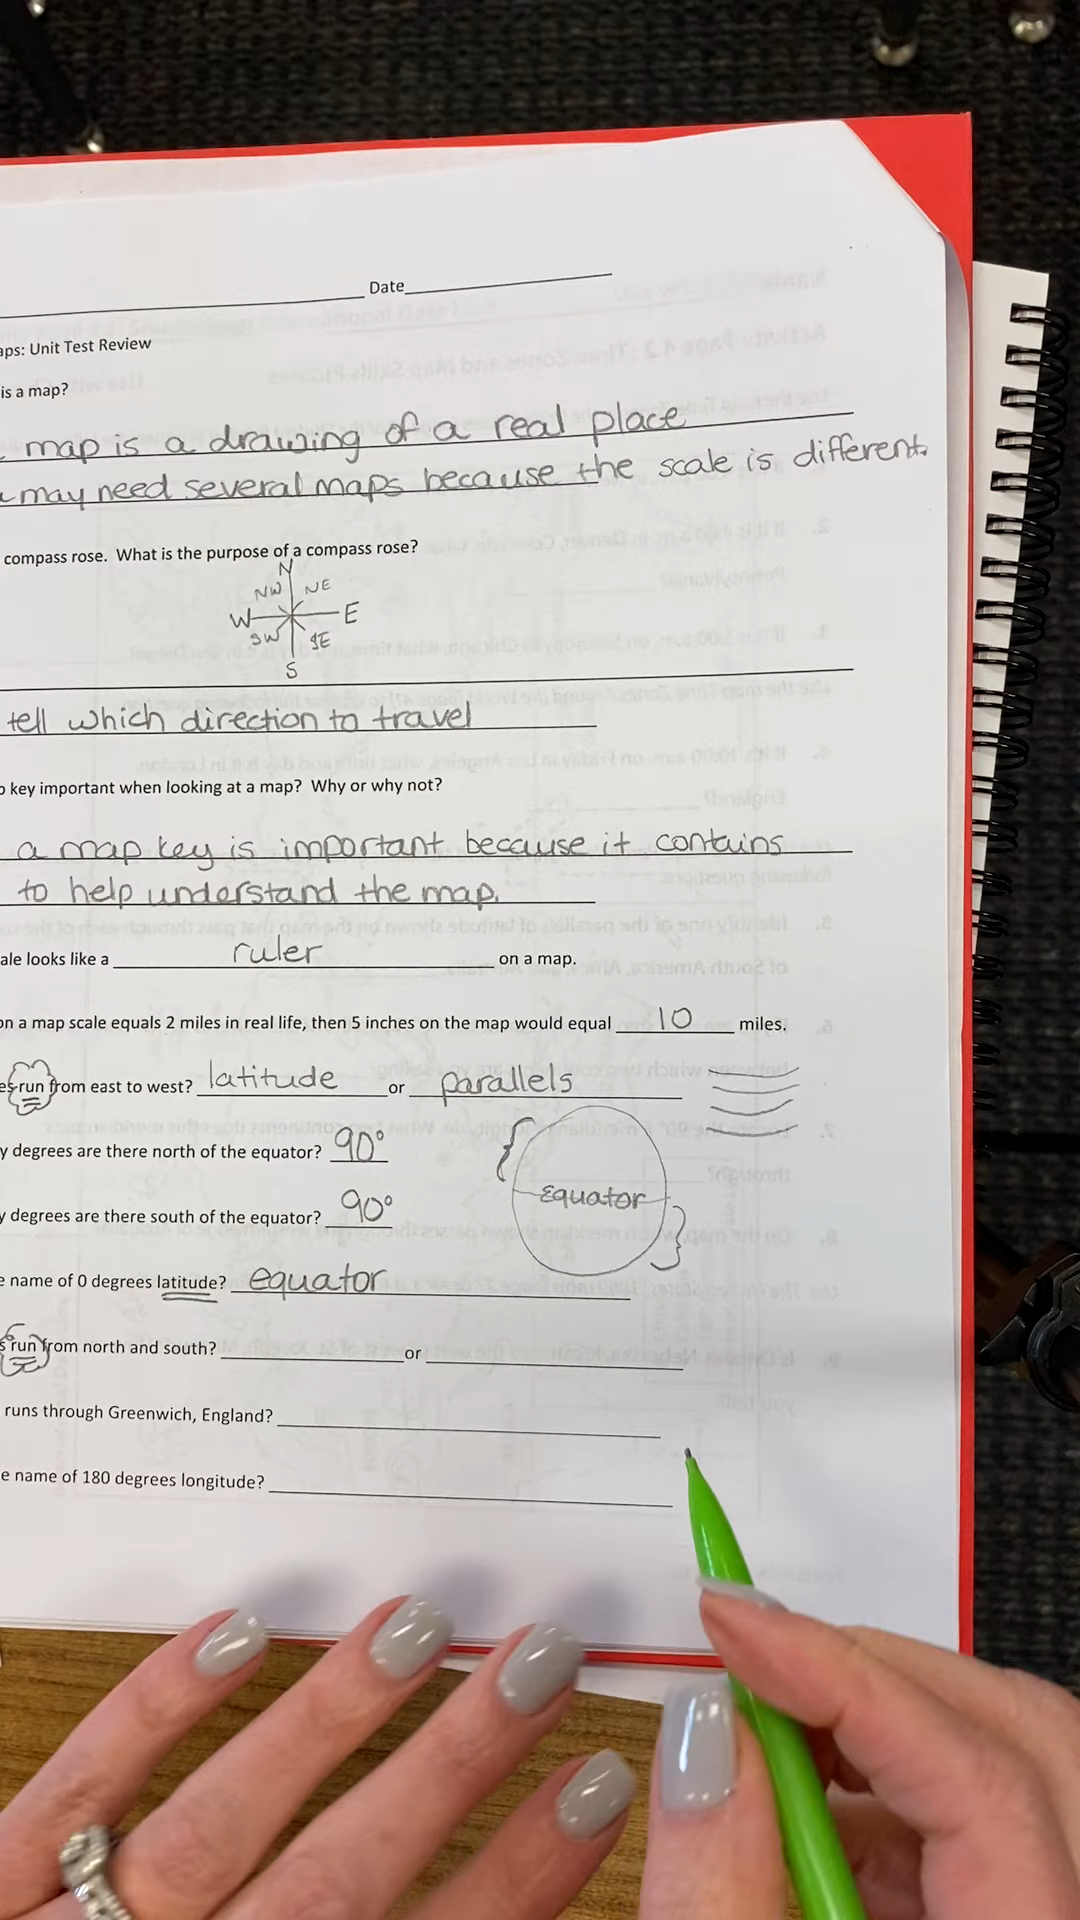 Date
aps: Unit Test Review
is a map?
map is a drawing of a real place
may need several maps because the scale is different.
compass rose. What is the purpose of a compass rose?
N
NW NE
W E
SW SE
S
tell which direction to travel
key important when looking at a map? Why or why not?
a map key is important because it contains
to help understand the map.
ale looks like a ruler on a map.
on a map scale equals 2 miles in real life, then 5 inches on the map would equal 10 miles.
run from east to west? latitude or parallels
y degrees are there north of the equator? 90°
Equator
y degrees are there south of the equator? 90°
e name of 0 degrees latitude? equator
s run from north and south? or
runs through Greenwich, England?
e name of 180 degrees longitude?